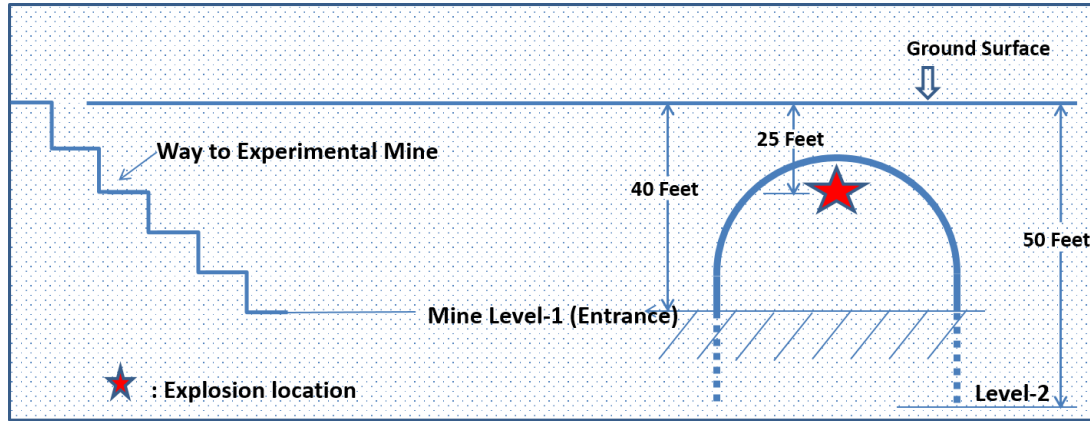 Ground Surface
25 Feet
Way to Experimental Mine
40 Feet
50 Feet
Mine Level-1 (Entrance)
: Explosion location
Level-2